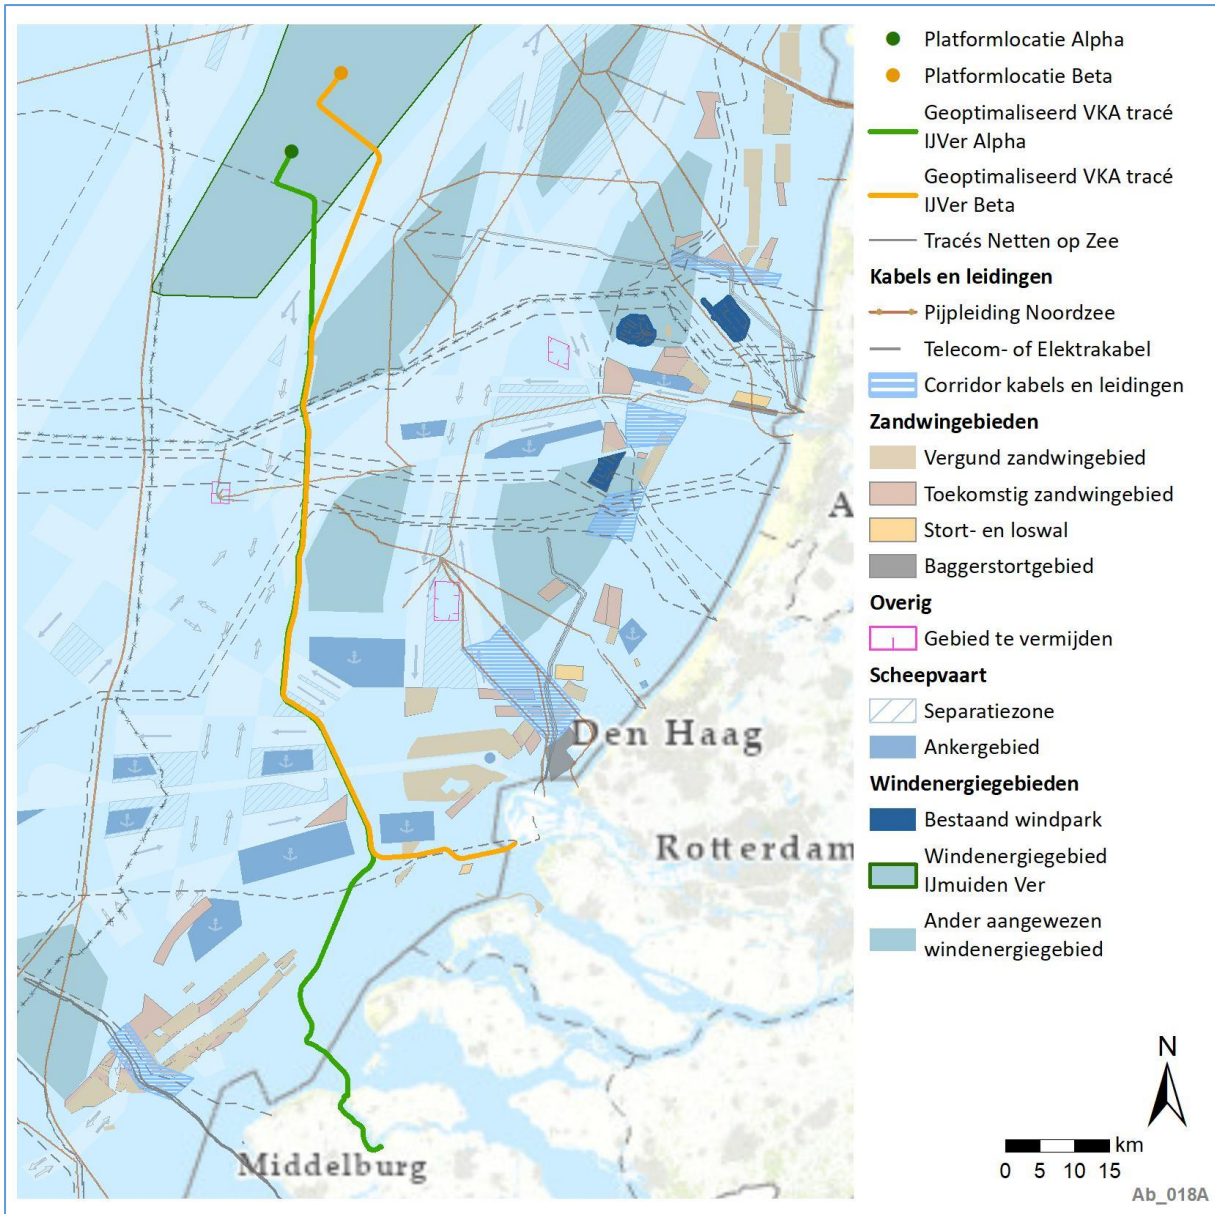 Platformlocatie Alpha
Platformlocatie Beta
Geoptimaliseerd VKA tracé
IJVer Alpha
Geoptimaliseerd VKA tracé
IJVer Beta
Tracés Netten op Zee
Kabels en leidingen
Pijpleiding Noordzee
Telecom- of Elektrakabel
Corridor kabels en leidingen
Zandwingebieden
Vergund zandwingebied
Toekomstig zandwingebied
Stort- en loswal
Baggerstortgebied
Overig
Gebied te vermijden
Scheepvaart
Separatiezone
Ankergebied
Windenergiegebieden
Bestaand windpark
Windenergiegebied
IJmuiden Ver
Ander aangewezen
windenergiegebied
A
Den Haag
Rotterdam
Middelburg
N
km
0 5 10 15
Ab_018A